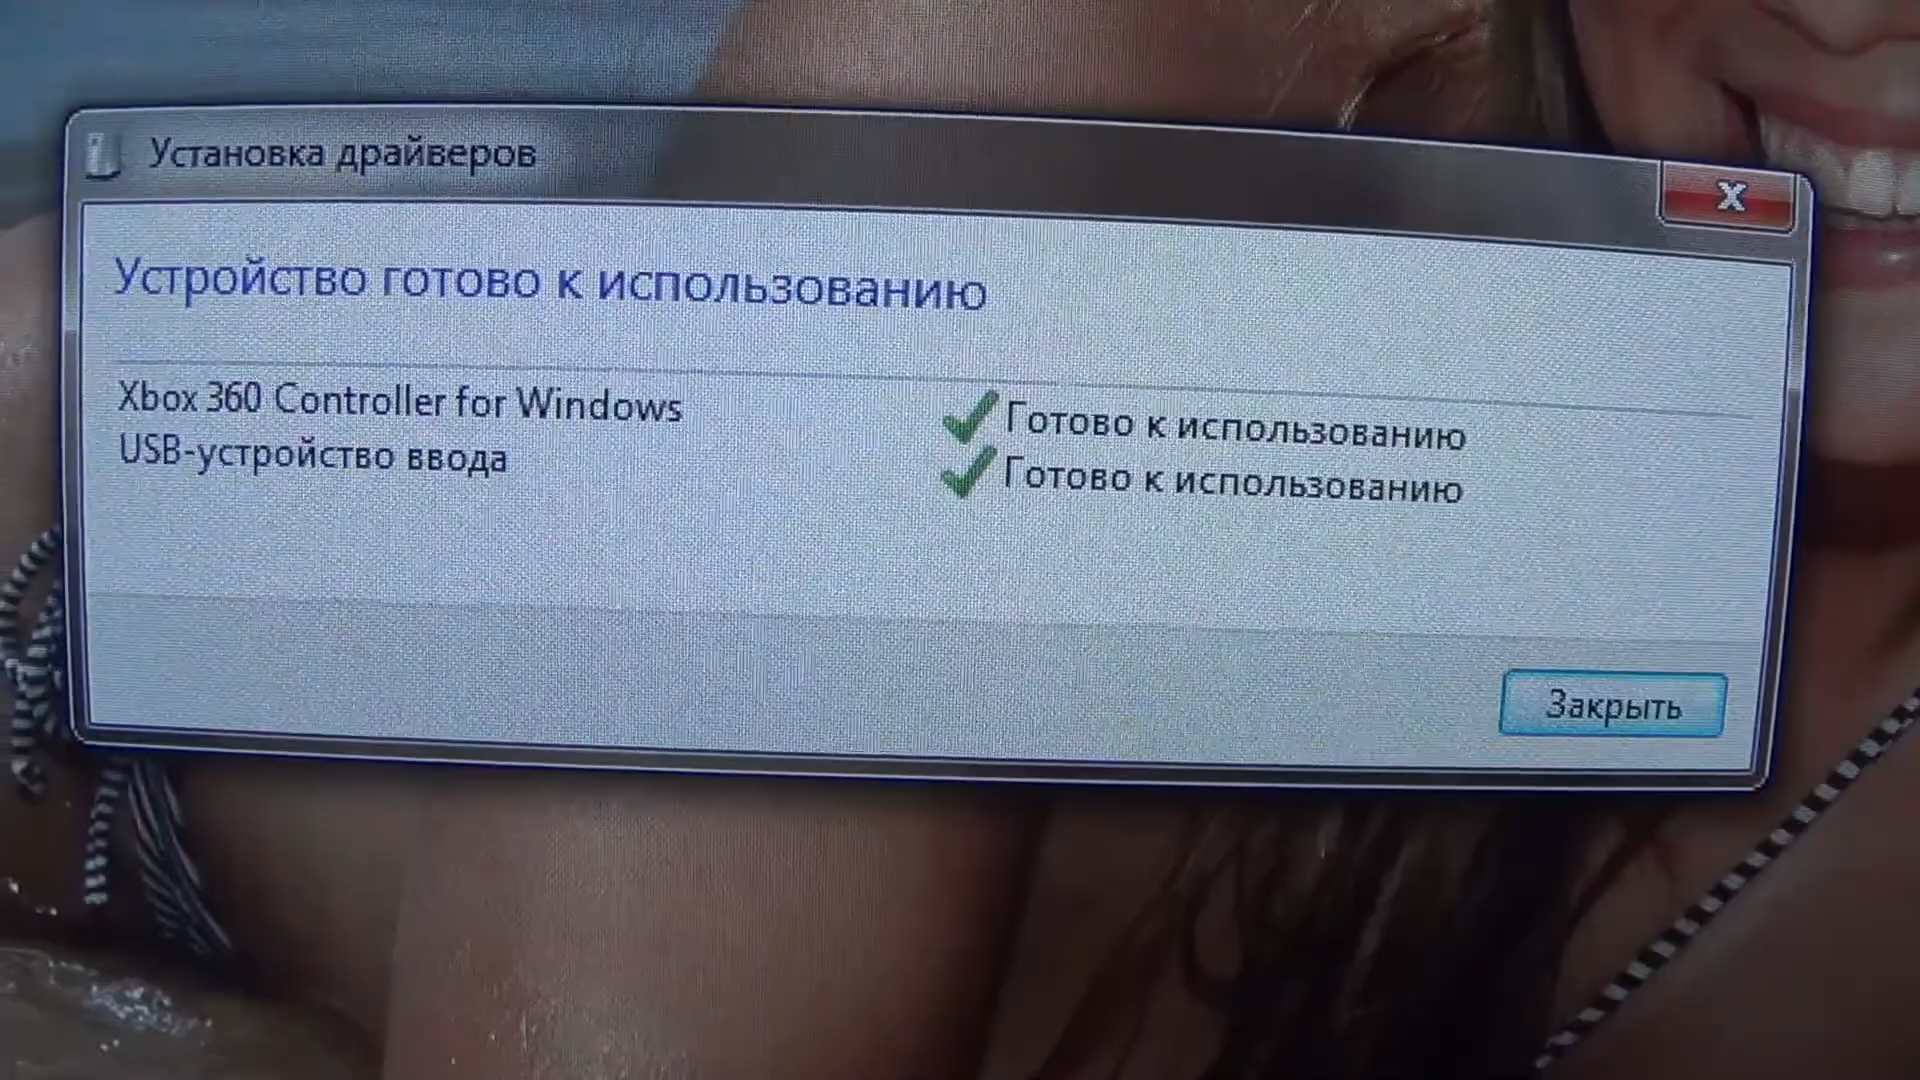 Установка драйверов
X
Устройство готово к использованию
Xbox 360 Controller for Windows Готово к использованию
USB-устройство ввода Готово к использованию
Закрыть